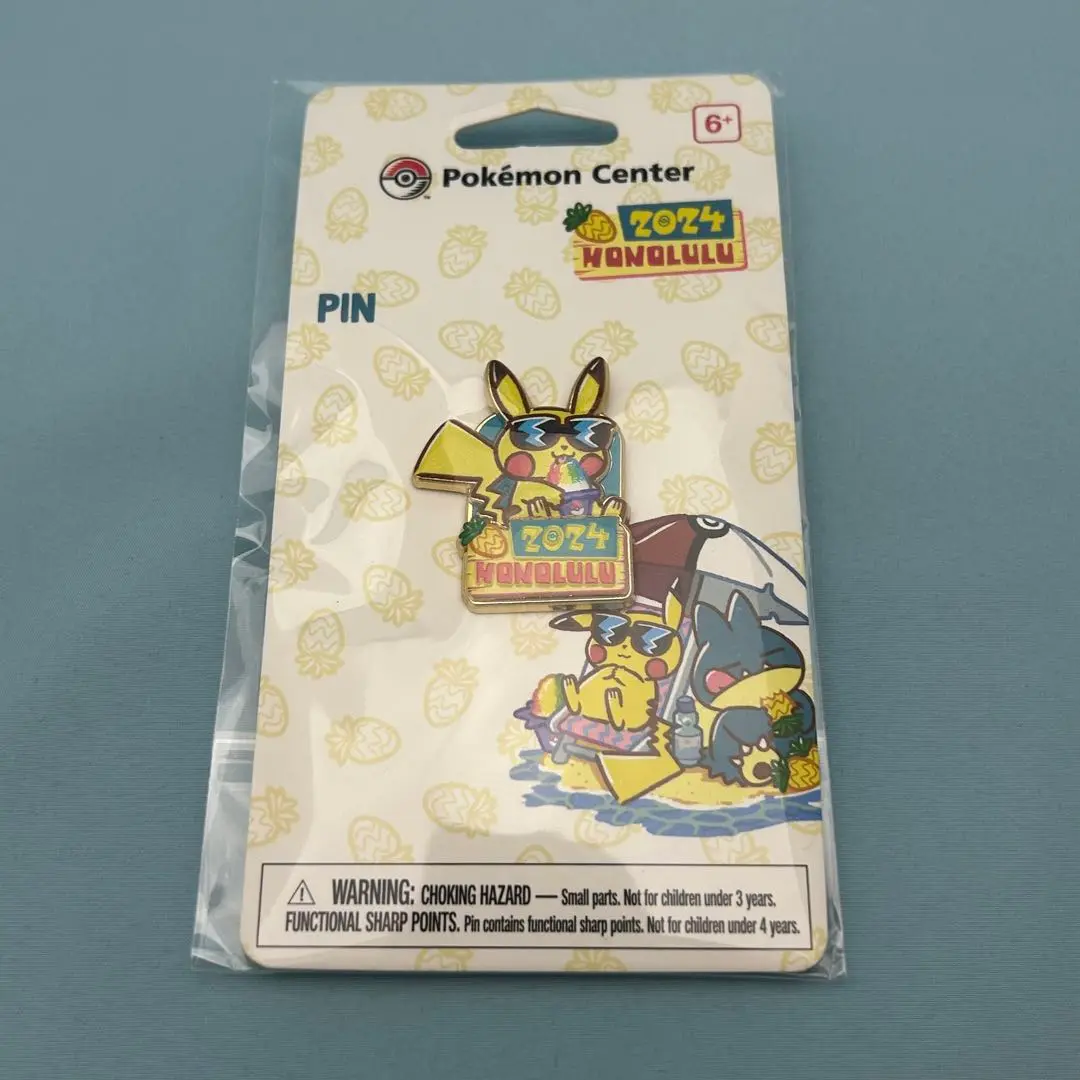 6+
Pokémon Center
2024
HONOLULU
PIN
2024
HONOLULU
WARNING: CHOKING HAZARD — Small parts. Not for children under 3 years.
FUNCTIONAL SHARP POINTS. Pin contains functional sharp points. Not for children under 4 years.